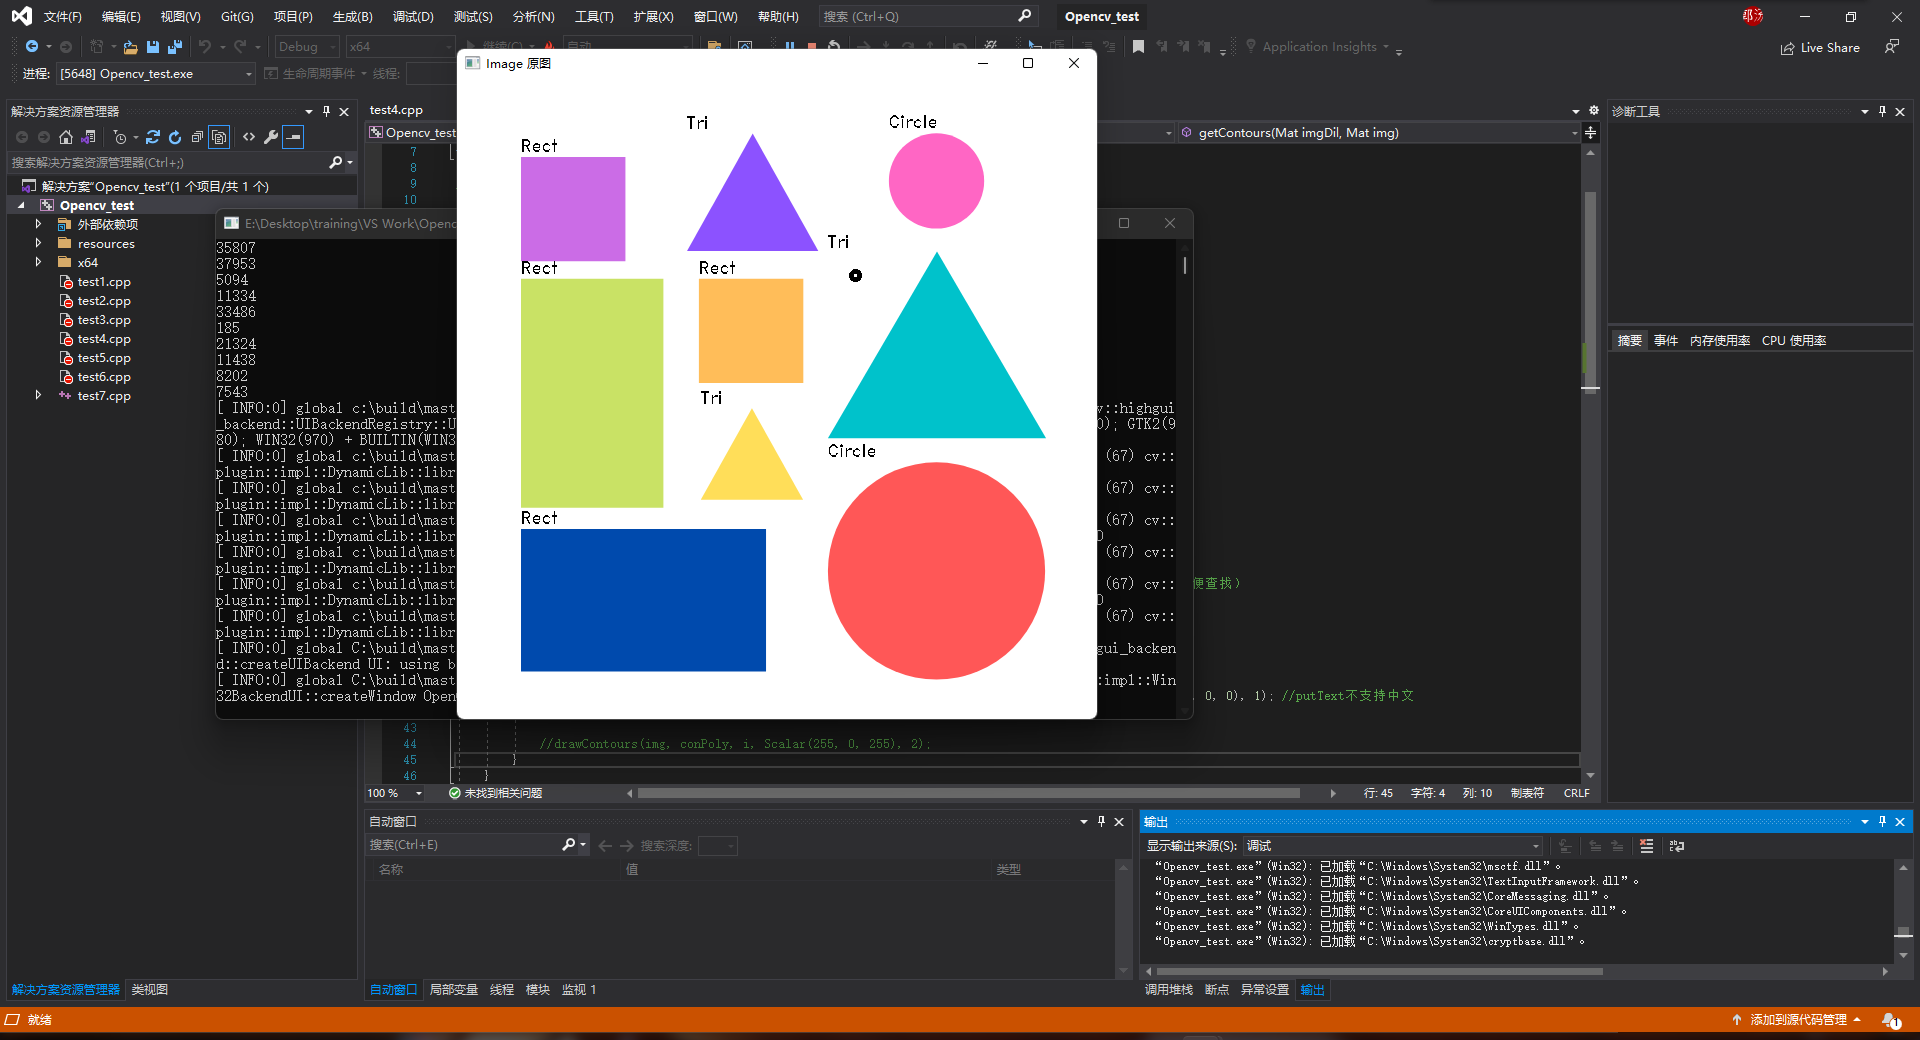 文件(F) 编辑(E) 视图(V) Git(G) 项目(P) 生成(B) 调试(D) 测试(S) 分析(N) 工具(T) 扩展(X) 窗口(W) 帮助(H) 搜索 (Ctrl+Q) Opencv_test
Debug x64 Application Insights Live Share
进程: [5648] Opencv_test.exe 生命周期事件 线程:
解决方案资源管理器
搜索解决方案资源管理器(Ctrl+;)
解决方案"Opencv_test"(1 个项目/共 1 个)
Opencv_test
外部依赖项
resources
x64
test1.cpp
test2.cpp
test3.cpp
test4.cpp
test5.cpp
test6.cpp
test7.cpp
解决方案资源管理器 类视图
test4.cpp
Opencv_test
getContours(Mat imgDil, Mat img)
7
8
9
10
E:\Desktop\training\VS Work\Openc
35807
37953
5094
11334
33486
185
21324
11438
8202
7543
[ INFO:0] global c:\build\mast v::highgui
_backend::UIBackendRegistry::U 0); GTK2(9
80); WIN32(970) + BUILTIN(WIN3
[ INFO:0] global c:\build\mast (67) cv::
plugin::impl::DynamicLib::libr
[ INFO:0] global c:\build\mast (67) cv::
plugin::impl::DynamicLib::libr
[ INFO:0] global c:\build\mast (67) cv::
plugin::impl::DynamicLib::libr
[ INFO:0] global c:\build\mast (67) cv::
plugin::impl::DynamicLib::libr
[ INFO:0] global c:\build\mast (67) cv::
plugin::impl::DynamicLib::libr
[ INFO:0] global c:\build\mast (67) cv::
plugin::impl::DynamicLib::libr
[ INFO:0] global C:\build\mast gui_backen
d::createUIBackend UI: using b
[ INFO:0] global C:\build\mast :impl::Win
32BackendUI::createWindow Open
Image 原图
Tri
Circle
Rect
Tri
Rect
Rect
Tri
Circle
Rect
便查找）
0, 0), 1); //putText不支持中文
43
44 //drawContours(img, conPoly, i, Scalar(255, 0, 255), 2);
45 }
46 }
100 % 未找到相关问题 行: 45 字符: 4 列: 10 制表符 CRLF
诊断工具
摘要 事件 内存使用率 CPU 使用率
自动窗口
搜索(Ctrl+E) 搜索深度:
名称 值 类型
自动窗口 局部变量 线程 模块 监视 1
输出
显示输出来源(S): 调试
“Opencv_test.exe”(Win32): 已加载“C:\Windows\System32\msctf.dll”。
“Opencv_test.exe”(Win32): 已加载“C:\Windows\System32\TextInputFramework.dll”。
“Opencv_test.exe”(Win32): 已加载“C:\Windows\System32\CoreMessaging.dll”。
“Opencv_test.exe”(Win32): 已加载“C:\Windows\System32\CoreUIComponents.dll”。
“Opencv_test.exe”(Win32): 已加载“C:\Windows\System32\WinTypes.dll”。
“Opencv_test.exe”(Win32): 已加载“C:\Windows\System32\cryptbase.dll”。
调用堆栈 断点 异常设置 输出
就绪 添加到源代码管理 1